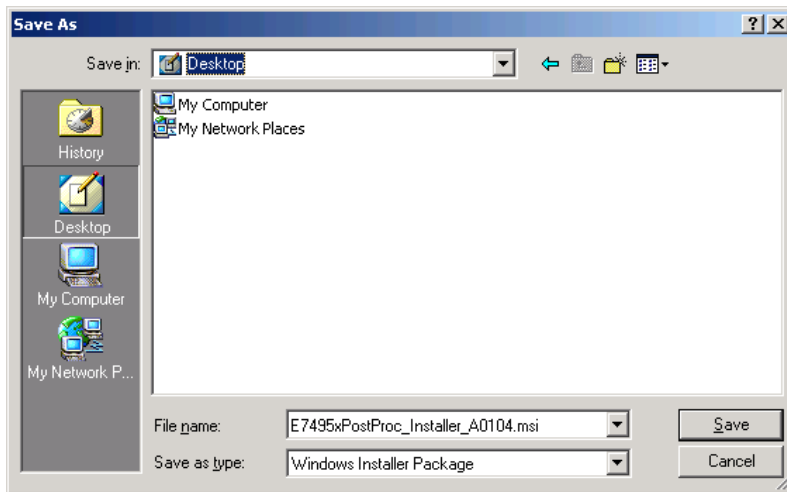 Save As
Save in: Desktop
My Computer
My Network Places
History
Desktop
My Computer
My Network P...
File name: E7495xPostProc_Installer_A0104.msi Save
Save as type: Windows Installer Package Cancel